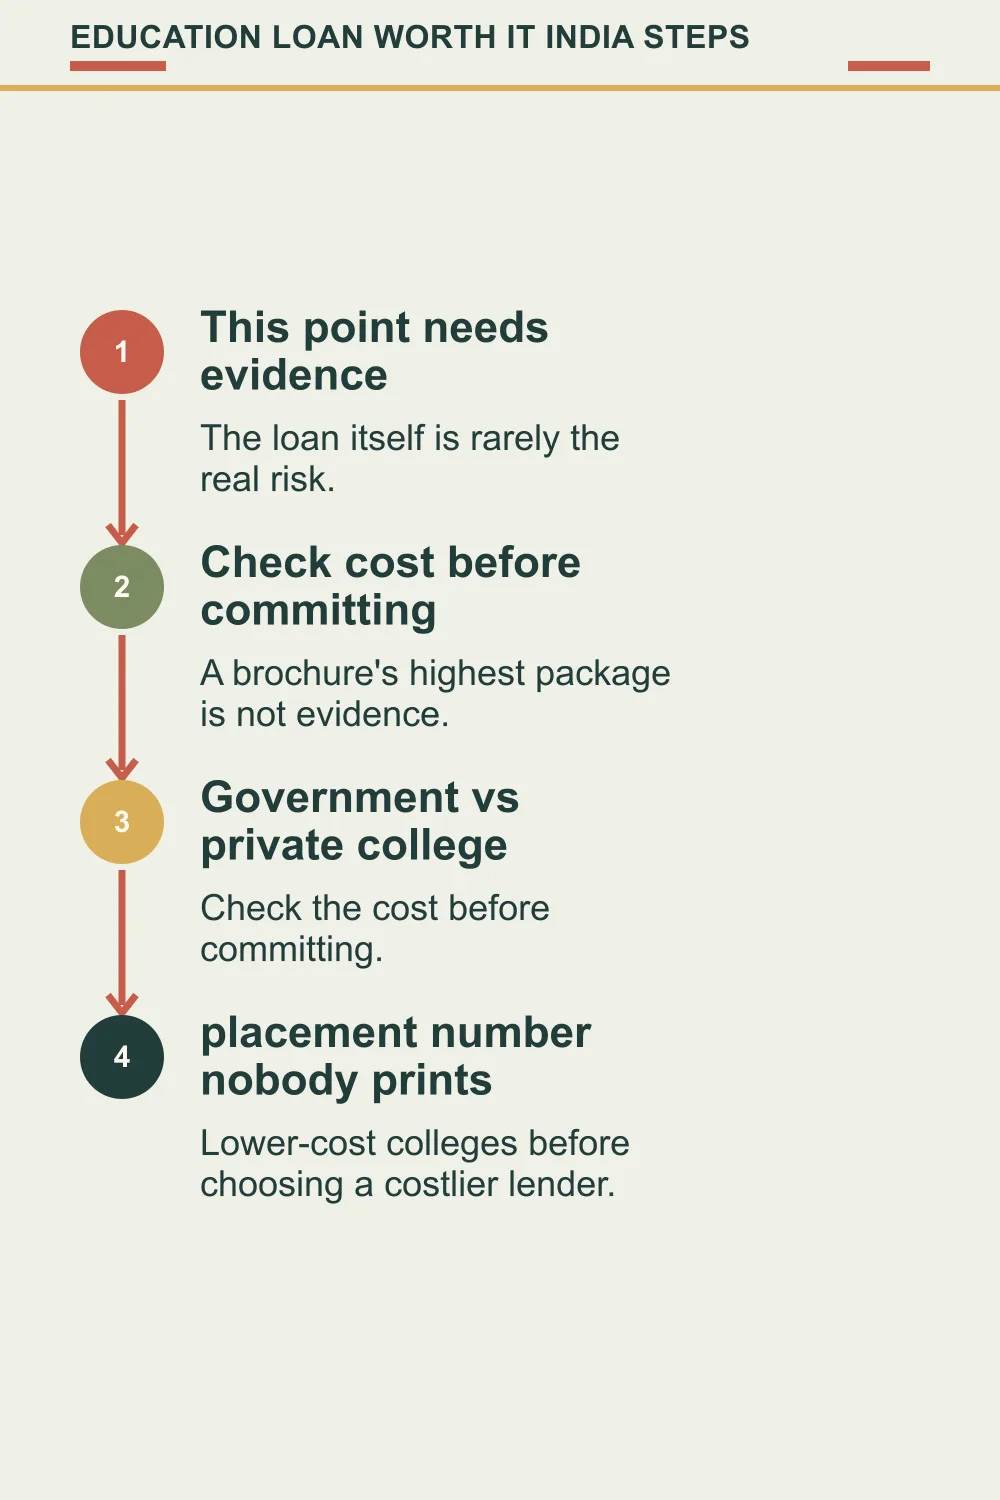 EDUCATION LOAN WORTH IT INDIA STEPS
1
This point needs
evidence
The loan itself is rarely the
real risk.
2
Check cost before
committing
A brochure's highest package
is not evidence.
3
Government vs
private college
Check the cost before
committing.
4
placement number
nobody prints
Lower-cost colleges before
choosing a costlier lender.